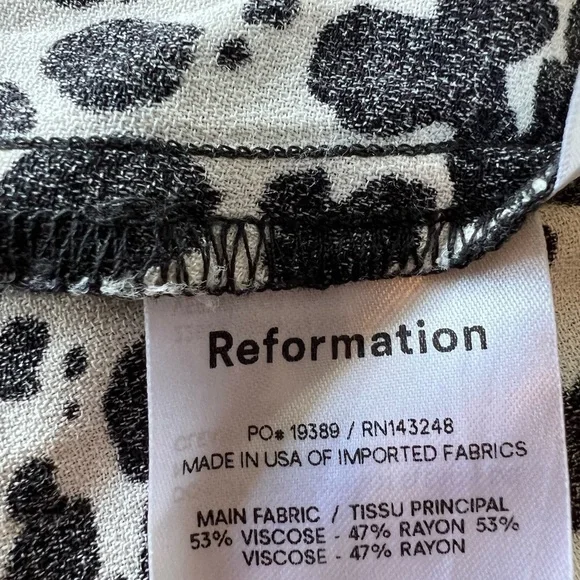 Reformation
PO# 19389 / RN143248
MADE IN USA OF IMPORTED FABRICS
MAIN FABRIC / TISSU PRINCIPAL
53% VISCOSE - 47% RAYON 53%
VISCOSE - 47% RAYON